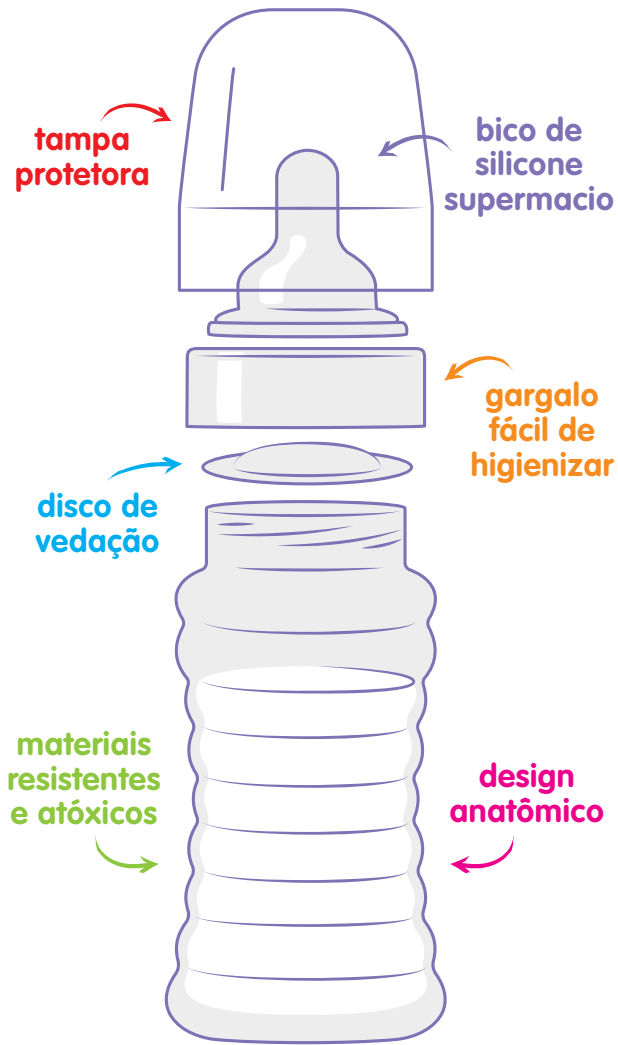 tampa
protetora
bico de
silicone
supermacio
gargalo
fácil de
higienizar
disco de
vedação
materiais
resistentes
e atóxicos
design
anatômico